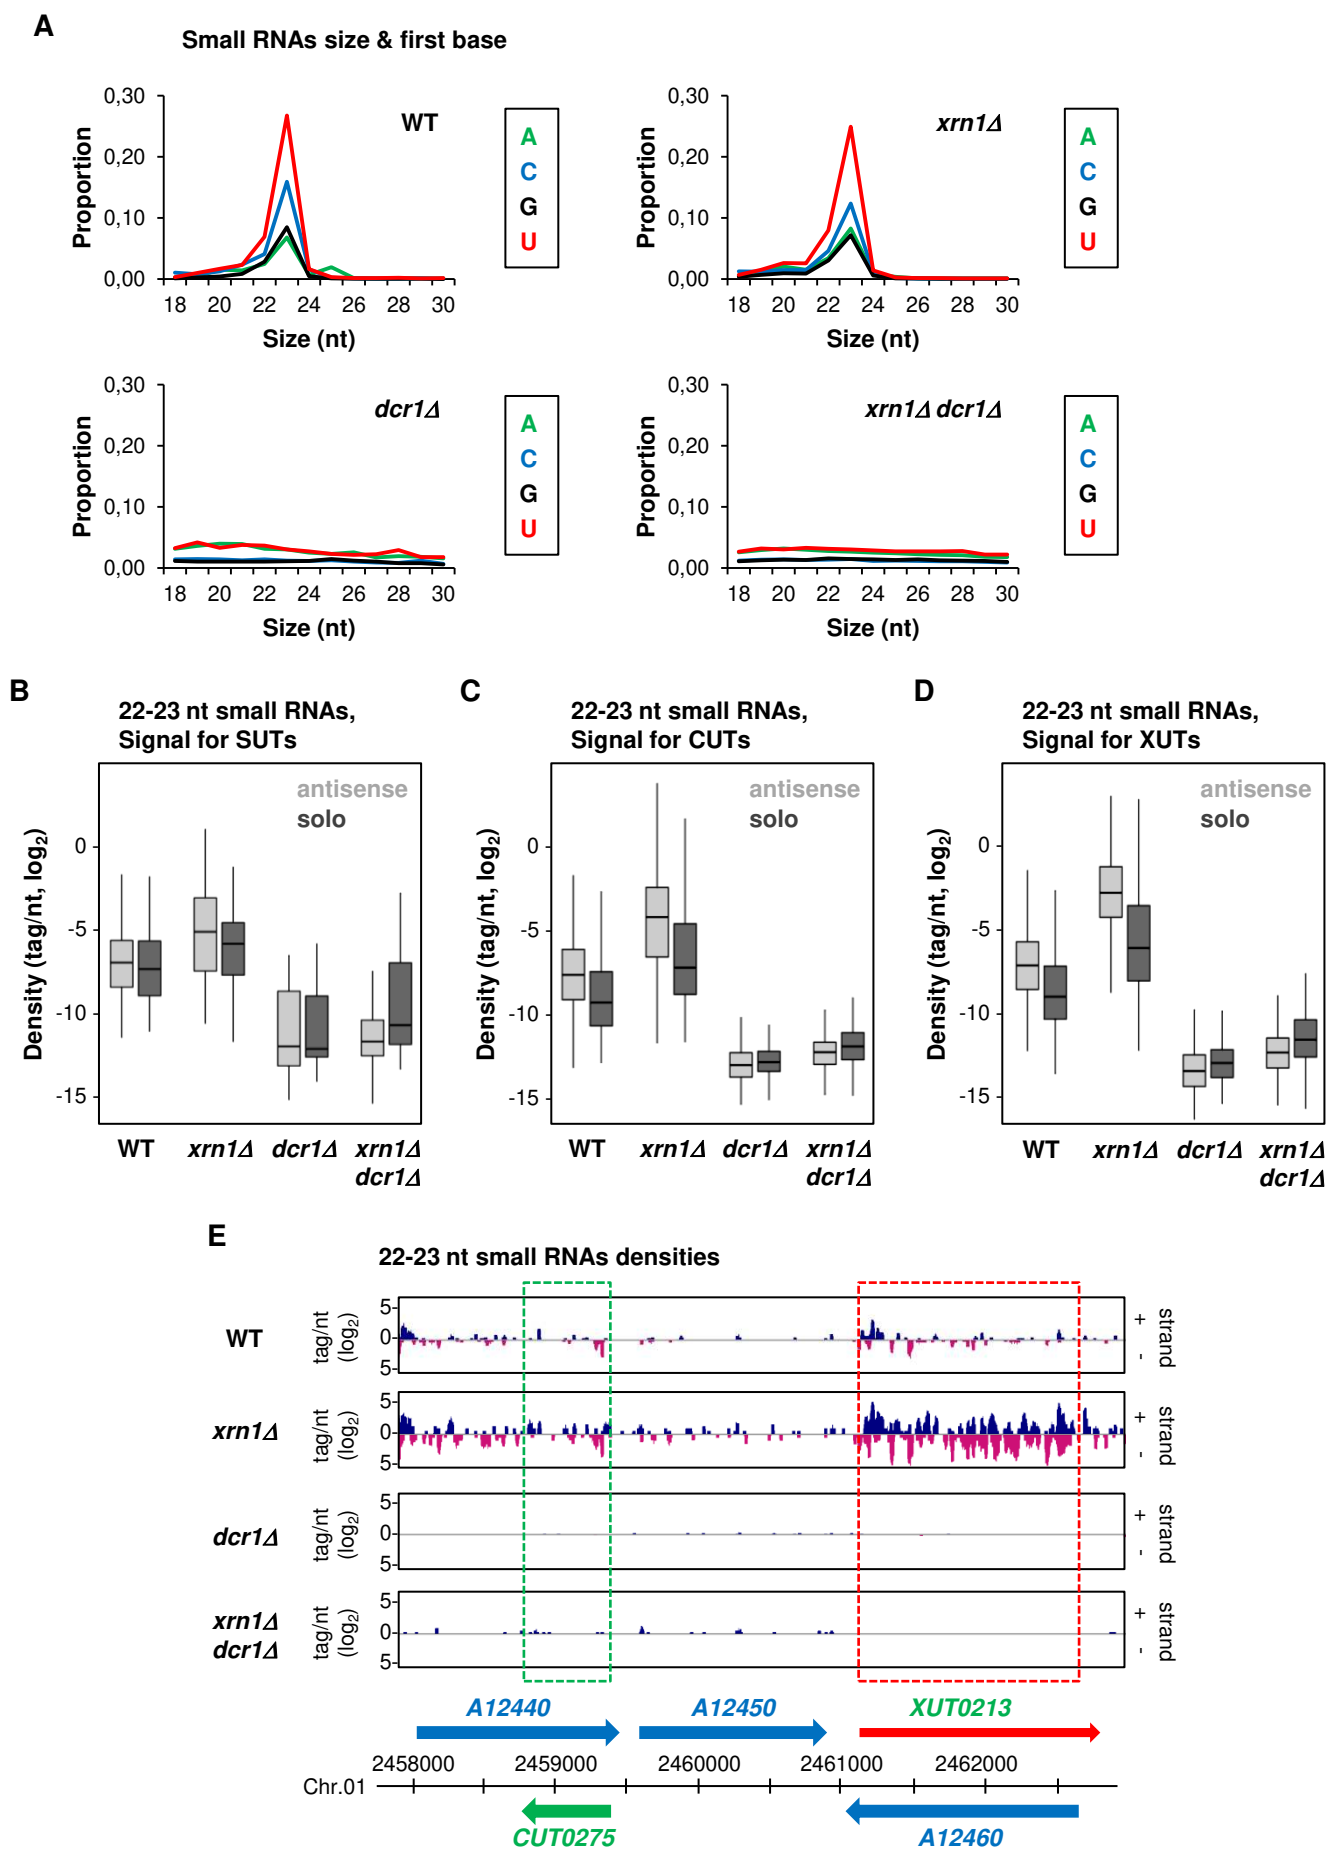 A
Small RNAs size & first base
0,30
0,20
0,10
0,00
Proportion
WT
A
C
G
U
18 20 22 24 26 28 30
Size (nt)
0,30
0,20
0,10
0,00
Proportion
xrn1Δ
A
C
G
U
18 20 22 24 26 28 30
Size (nt)
0,30
0,20
0,10
0,00
Proportion
dcr1Δ
A
C
G
U
18 20 22 24 26 28 30
Size (nt)
0,30
0,20
0,10
0,00
Proportion
xrn1Δ dcr1Δ
A
C
G
U
18 20 22 24 26 28 30
Size (nt)
B
22-23 nt small RNAs,
Signal for SUTs
antisense
solo
Density (tag/nt, log₂)
0
-5
-10
-15
WT xrn1Δ dcr1Δ xrn1Δ
dcr1Δ
C
22-23 nt small RNAs,
Signal for CUTs
antisense
solo
Density (tag/nt, log₂)
0
-5
-10
-15
WT xrn1Δ dcr1Δ xrn1Δ
dcr1Δ
D
22-23 nt small RNAs,
Signal for XUTs
antisense
solo
Density (tag/nt, log₂)
0
-5
-10
-15
WT xrn1Δ dcr1Δ xrn1Δ
dcr1Δ
E
22-23 nt small RNAs densities
WT
tag/nt
(log₂)
5
0
5
+
-
strand
xrn1Δ
tag/nt
(log₂)
5
0
5
+
-
strand
dcr1Δ
tag/nt
(log₂)
5
0
5
+
-
strand
xrn1Δ
dcr1Δ
tag/nt
(log₂)
5
0
5
+
-
strand
A12440 A12450 XUT0213
2458000 2459000 2460000 2461000 2462000
Chr.01
CUT0275 A12460